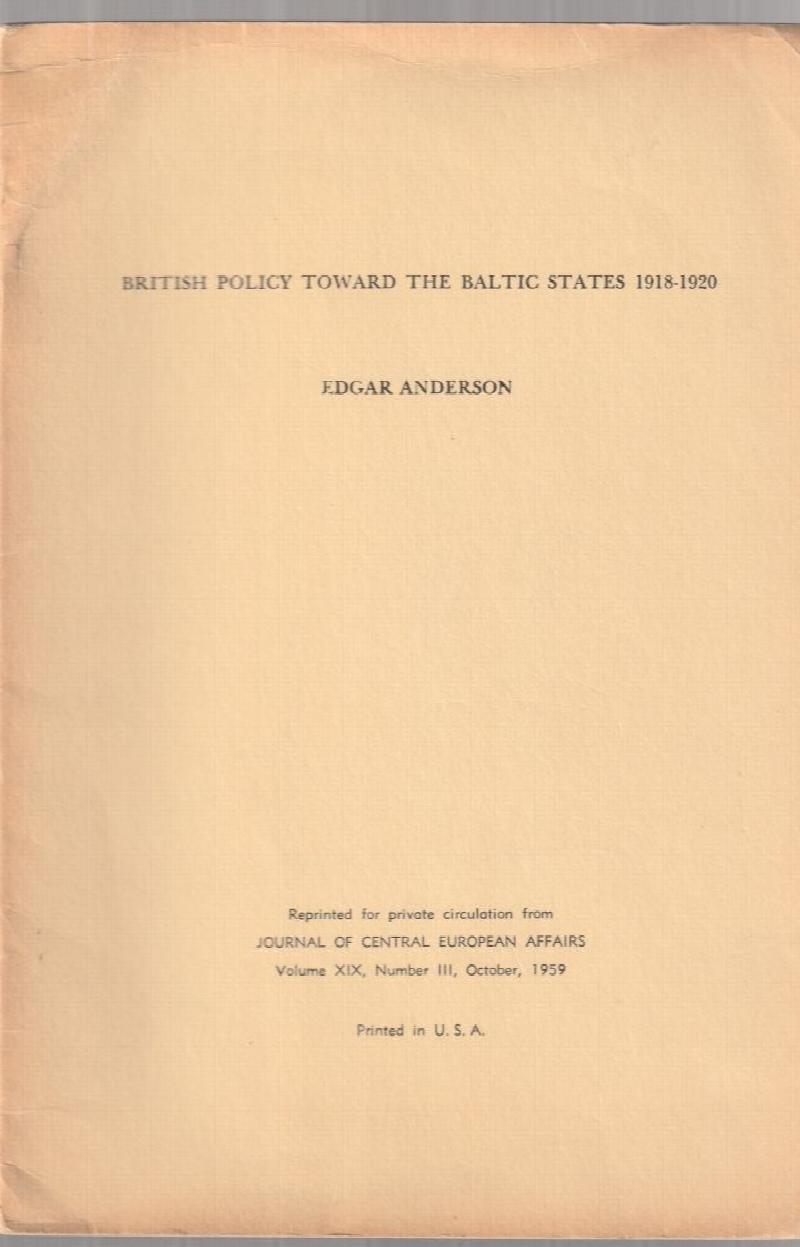 BRITISH POLICY TOWARD THE BALTIC STATES 1918-1920
EDGAR ANDERSON
Reprinted for private circulation from
JOURNAL OF CENTRAL EUROPEAN AFFAIRS
Volume XIX, Number III, October, 1959
Printed in U. S. A.